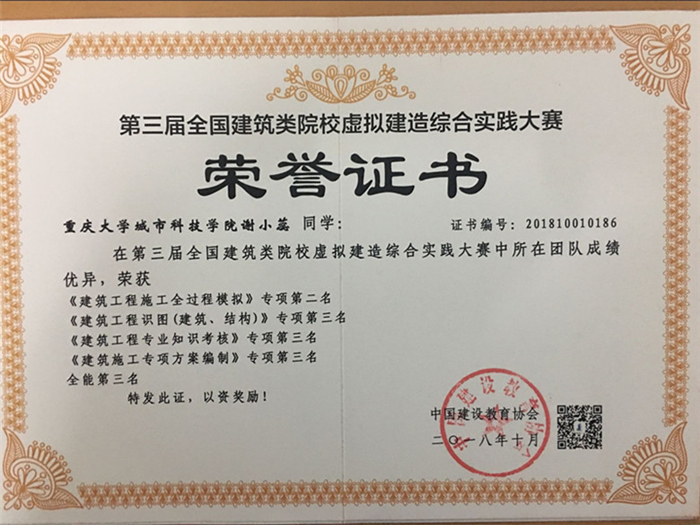 第三届全国建筑类院校虚拟建造综合实践大赛
荣誉证书
重庆大学城市科技学院谢小蕊 同学：
证书编号：201810010186
在第三届全国建筑类院校虚拟建造综合实践大赛中所在团队成绩
优异，荣获
《建筑工程施工全过程模拟》专项第二名
《建筑工程识图(建筑、结构)》专项第三名
《建筑工程专业知识考核》专项第三名
《建筑施工专项方案编制》专项第三名
全能第三名
特发此证，以资奖励！
中国建设教育协会
二〇一八年十月